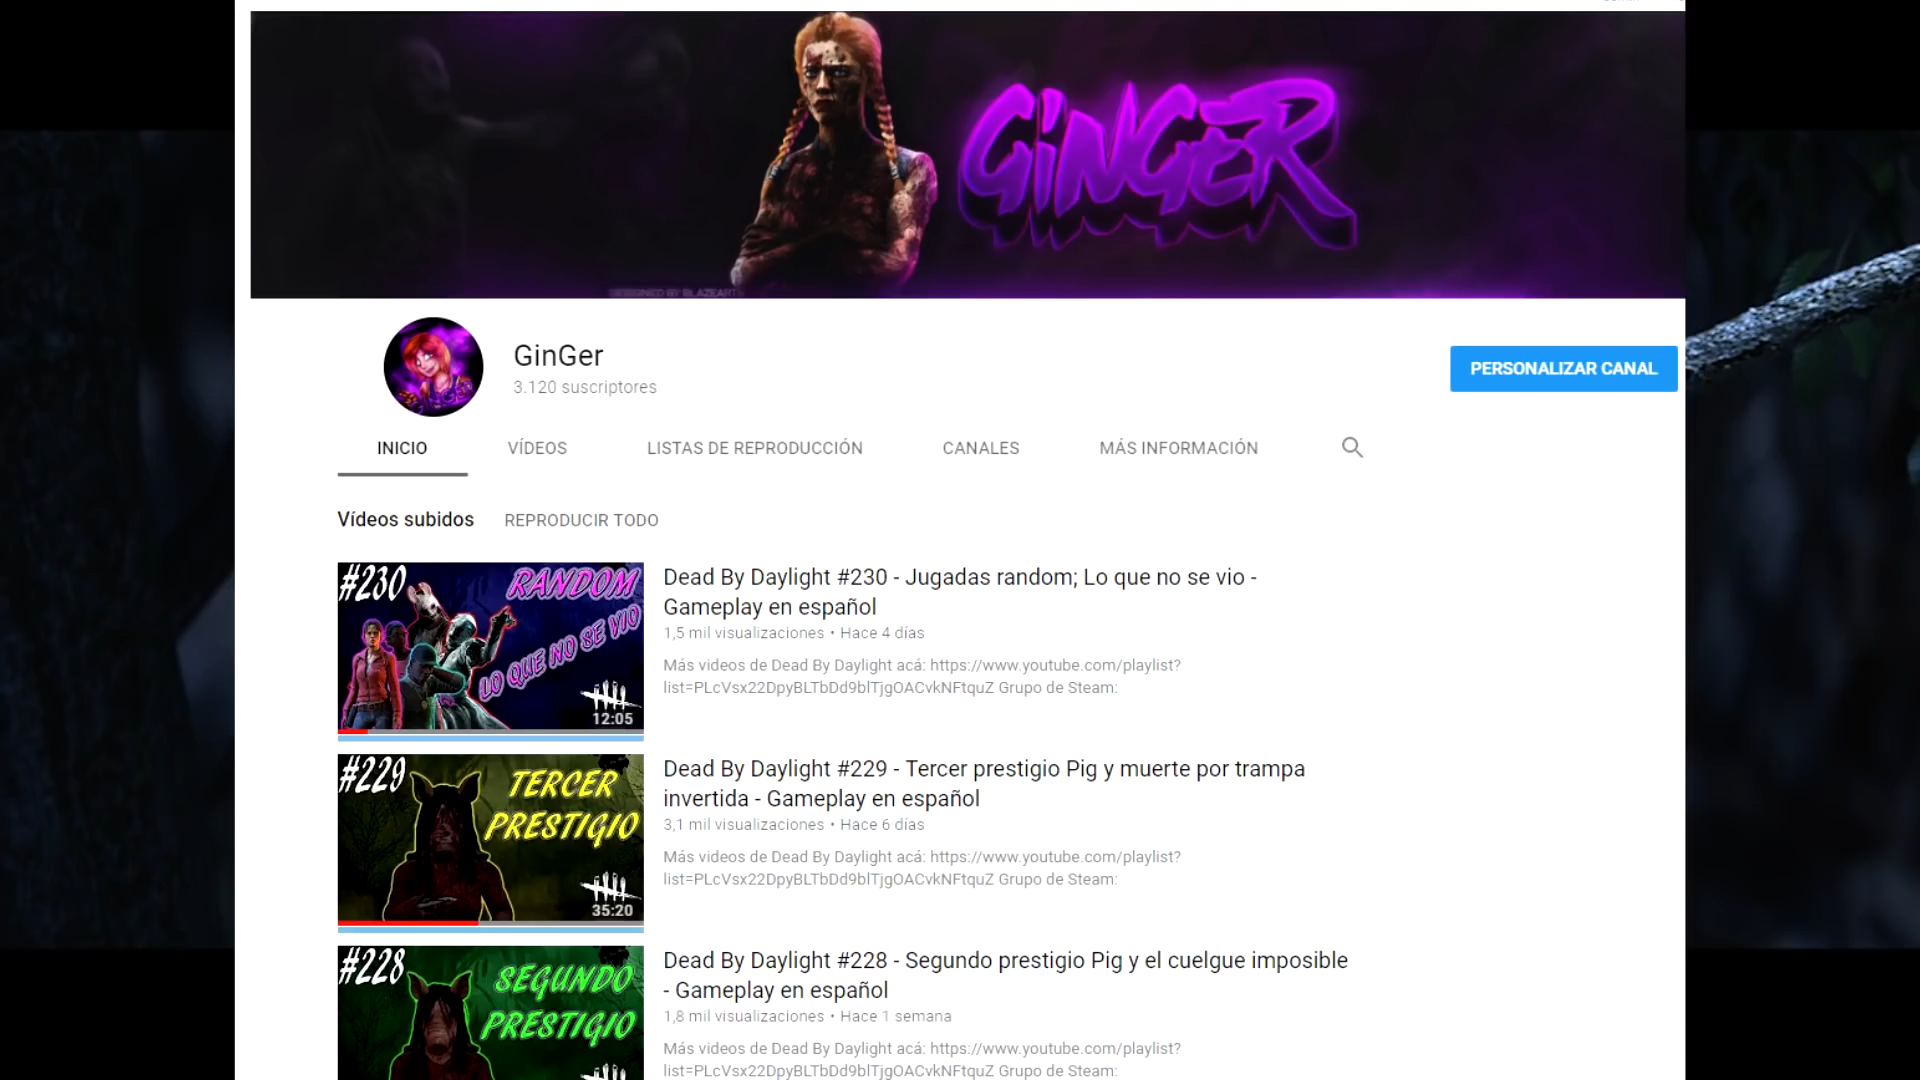 GiNGeR
DESIGNED BY BLAZEARTS
GinGer
3.120 suscriptores
PERSONALIZAR CANAL
INICIO
VÍDEOS
LISTAS DE REPRODUCCIÓN
CANALES
MÁS INFORMACIÓN
Vídeos subidos
REPRODUCIR TODO
#230
RANDOM
LO QUE NO SE VIO
12:05
Dead By Daylight #230 - Jugadas random; Lo que no se vio -
Gameplay en español
1,5 mil visualizaciones • Hace 4 días
Más videos de Dead By Daylight acá: https://www.youtube.com/playlist?
list=PLcVsx22DpyBLTbDd9blTjgOACvkNFtquZ Grupo de Steam:
#229
TERCER
PRESTIGIO
35:20
Dead By Daylight #229 - Tercer prestigio Pig y muerte por trampa
invertida - Gameplay en español
3,1 mil visualizaciones • Hace 6 días
Más videos de Dead By Daylight acá: https://www.youtube.com/playlist?
list=PLcVsx22DpyBLTbDd9blTjgOACvkNFtquZ Grupo de Steam:
#228
SEGUNDO
PRESTIGIO
Dead By Daylight #228 - Segundo prestigio Pig y el cuelgue imposible
- Gameplay en español
1,8 mil visualizaciones • Hace 1 semana
Más videos de Dead By Daylight acá: https://www.youtube.com/playlist?
list=PLcVsx22DpyBLTbDd9blTjgOACvkNFtquZ Grupo de Steam: